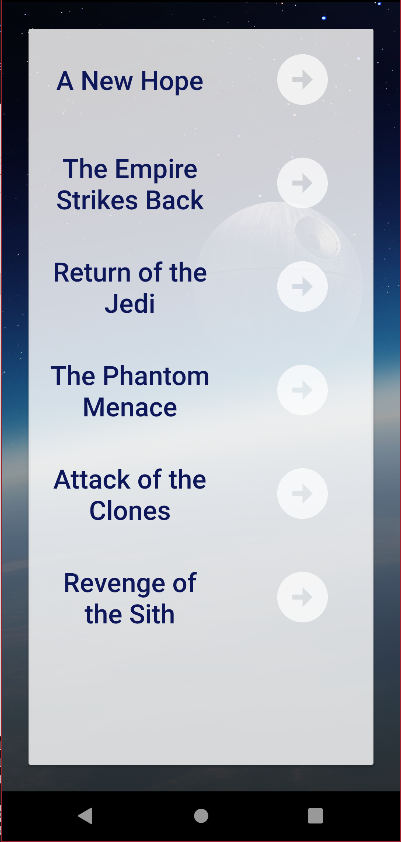 A New Hope
The Empire
Strikes Back
Return of the
Jedi
The Phantom
Menace
Attack of the
Clones
Revenge of
the Sith